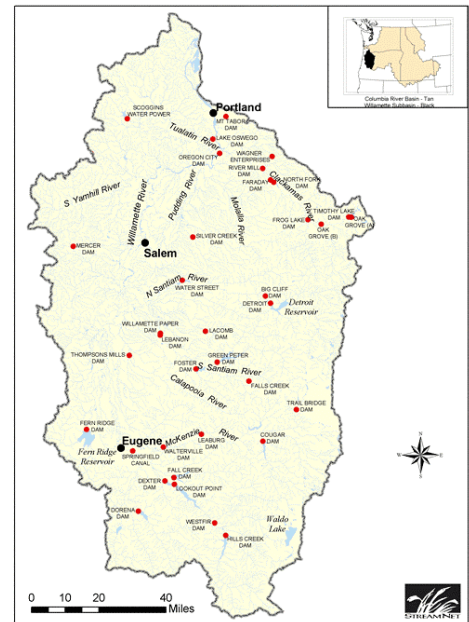 Columbia River Basin - Tan
Willamette Subbasin - Black
SCOGGINS
WATER POWER
Portland
MT TABOR
DAM
Tualatin River
LAKE OSWEGO
DAM
OREGON CITY
WAGNER
ENTERPRISES
RIVER MILL
DAM
FARADAY
NORTH FORK
DAM
Clackamas River
S Yamhill River
Willamette River
Pudding River
Molalla River
TIMOTHY LAKE
DAM
OAK
GROVE (A)
FROG LAKE
DAM
OAK
GROVE (B)
MERCER
DAM
Salem
SILVER CREEK
DAM
N Santiam River
WATER STREET
DAM
BIG CLIFF
DAM
DETROIT
DAM
Detroit
Reservoir
WILLAMETTE PAPER
DAM
LEBANON
DAM
LACOMB
DAM
THOMPSONS MILLS
DAM
GREEN PETER
DAM
FOSTER
DAM
S Santiam River
FALLS CREEK
DAM
Calapooia River
TRAIL BRIDGE
DAM
FERN RIDGE
DAM
Fern Ridge
Reservoir
Eugene
SPRINGFIELD
CANAL
McKenzie River
WALTERVILLE
DAM
LEABURG
DAM
COUGAR
DAM
FALL CREEK
DAM
DEXTER
DAM
LOOKOUT POINT
DAM
DORENA
DAM
WESTFIR
DAM
Waldo
Lake
HILLS CREEK
DAM
N
W E
S
0 10 20 40
Miles
STREAMNET